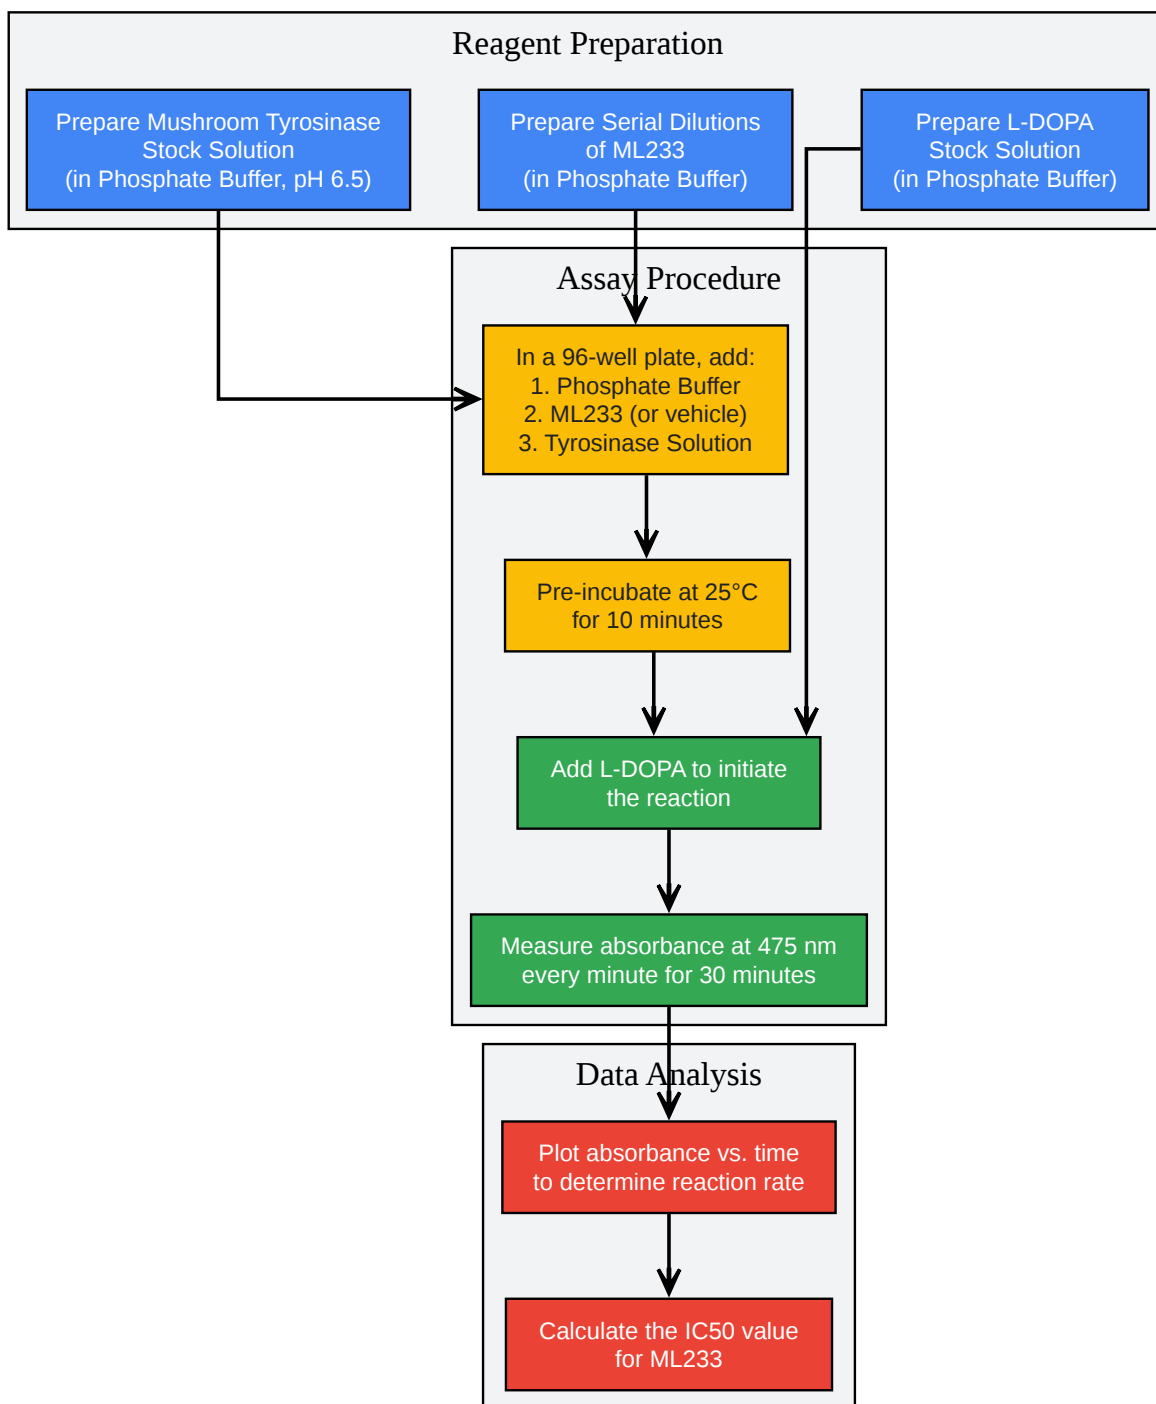 Reagent Preparation
Prepare Mushroom Tyrosinase
Stock Solution
(in Phosphate Buffer, pH 6.5)
Prepare Serial Dilutions
of ML233
(in Phosphate Buffer)
Prepare L-DOPA
Stock Solution
(in Phosphate Buffer)
Assay Procedure
In a 96-well plate, add:
1. Phosphate Buffer
2. ML233 (or vehicle)
3. Tyrosinase Solution
Pre-incubate at 25°C
for 10 minutes
Add L-DOPA to initiate
the reaction
Measure absorbance at 475 nm
every minute for 30 minutes
Data Analysis
Plot absorbance vs. time
to determine reaction rate
Calculate the IC50 value
for ML233